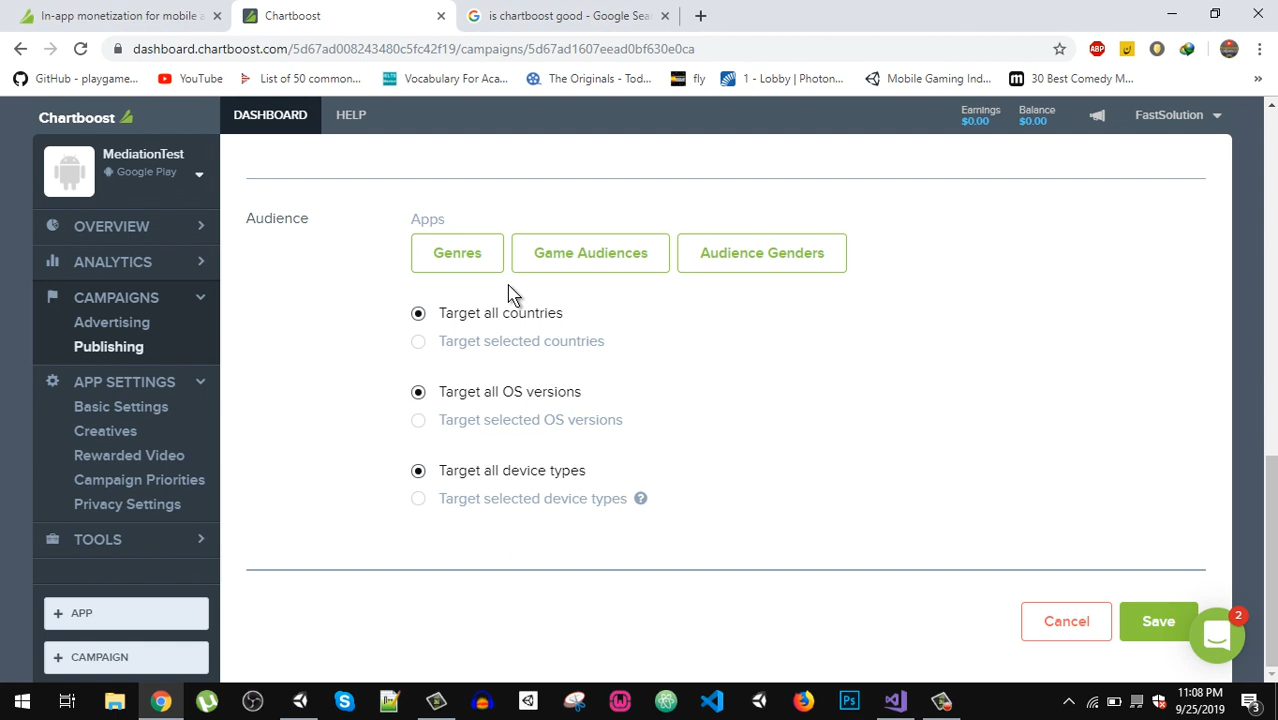 In-app monetization for mobile a
Chartboost
is chartboost good - Google Sear
dashboard.chartboost.com/5d67ad008243480c5fc42f19/campaigns/5d67ad1607eead0bf630e0ca
ABP
GitHub - playgame...
YouTube
List of 50 common...
Vocabulary For Aca...
The Originals - Tod...
fly
1 - Lobby | Photon...
Mobile Gaming Ind...
30 Best Comedy M...
»
Chartboost
DASHBOARD
HELP
Earnings
$0.00
Balance
$0.00
FastSolution
MediationTest
Google Play
OVERVIEW
ANALYTICS
CAMPAIGNS
Advertising
Publishing
APP SETTINGS
Basic Settings
Creatives
Rewarded Video
Campaign Priorities
Privacy Settings
TOOLS
+ APP
+ CAMPAIGN
Audience
Apps
Genres
Game Audiences
Audience Genders
Target all countries
Target selected countries
Target all OS versions
Target selected OS versions
Target all device types
Target selected device types ?
Cancel
Save
2
Ps
11:08 PM
9/25/2019
3